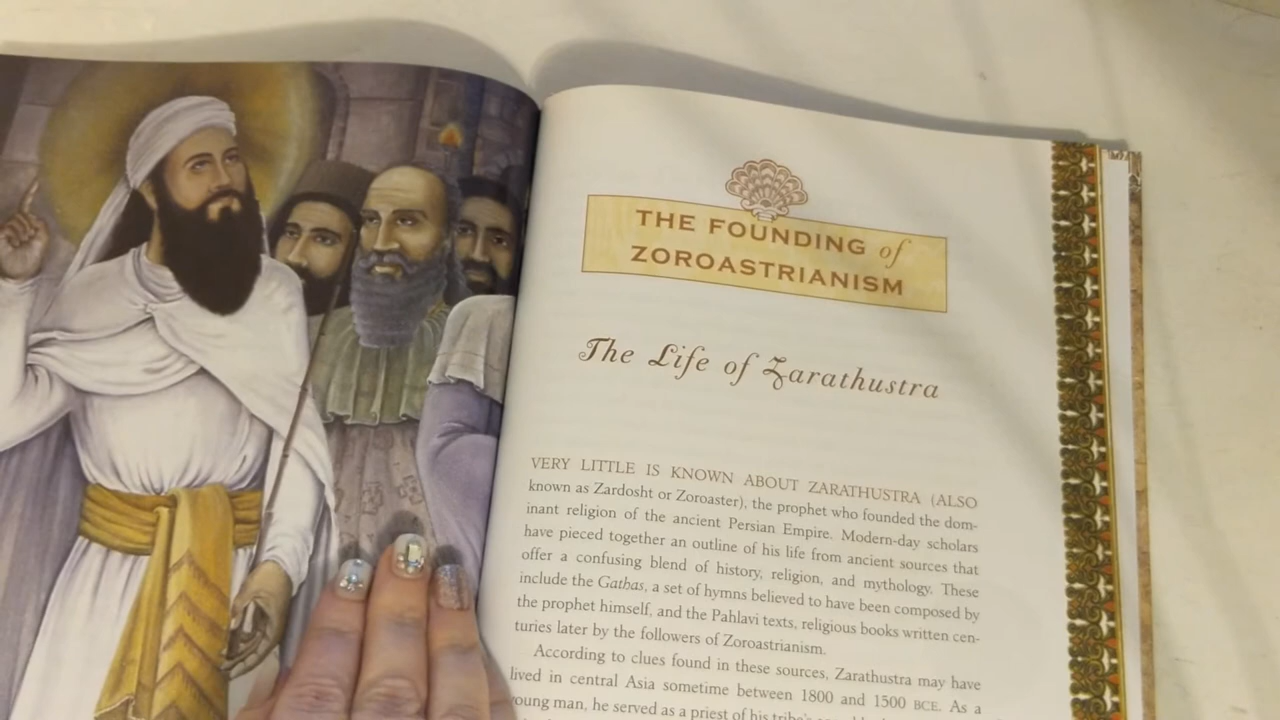 THE FOUNDING of
ZOROASTRIANISM
The Life of Zarathustra
VERY LITTLE IS KNOWN ABOUT ZARATHUSTRA (ALSO
known as Zardosht or Zoroaster), the prophet who founded the dom-
inant religion of the ancient Persian Empire. Modern-day scholars
have pieced together an outline of his life from ancient sources that
offer a confusing blend of history, religion, and mythology. These
include the Gathas, a set of hymns believed to have been composed by
the prophet himself, and the Pahlavi texts, religious books written cen-
turies later by the followers of Zoroastrianism.
According to clues found in these sources, Zarathustra may have
lived in central Asia sometime between 1800 and 1500 BCE. As a
young man, he served as a priest of his tribe's